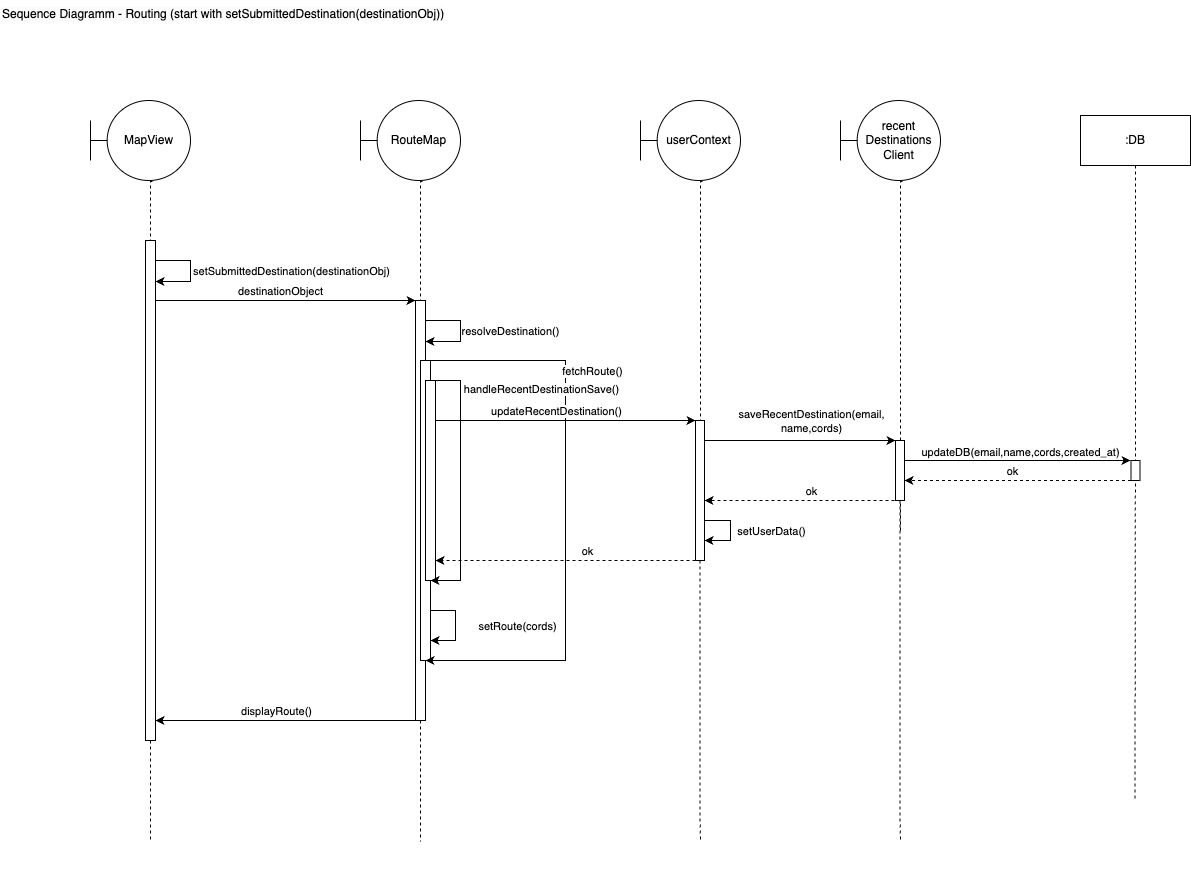 Sequence Diagramm - Routing (start with setSubmittedDestination(destinationObj))
MapView
RouteMap
userContext
recent
Destinations
Client
:DB
setSubmittedDestination(destinationObj)
destinationObject
resolveDestination()
fetchRoute()
handleRecentDestinationSave()
updateRecentDestination()
saveRecentDestination(email,
name,cords)
updateDB(email,name,cords,created_at)
ok
ok
setUserData()
ok
setRoute(cords)
displayRoute()